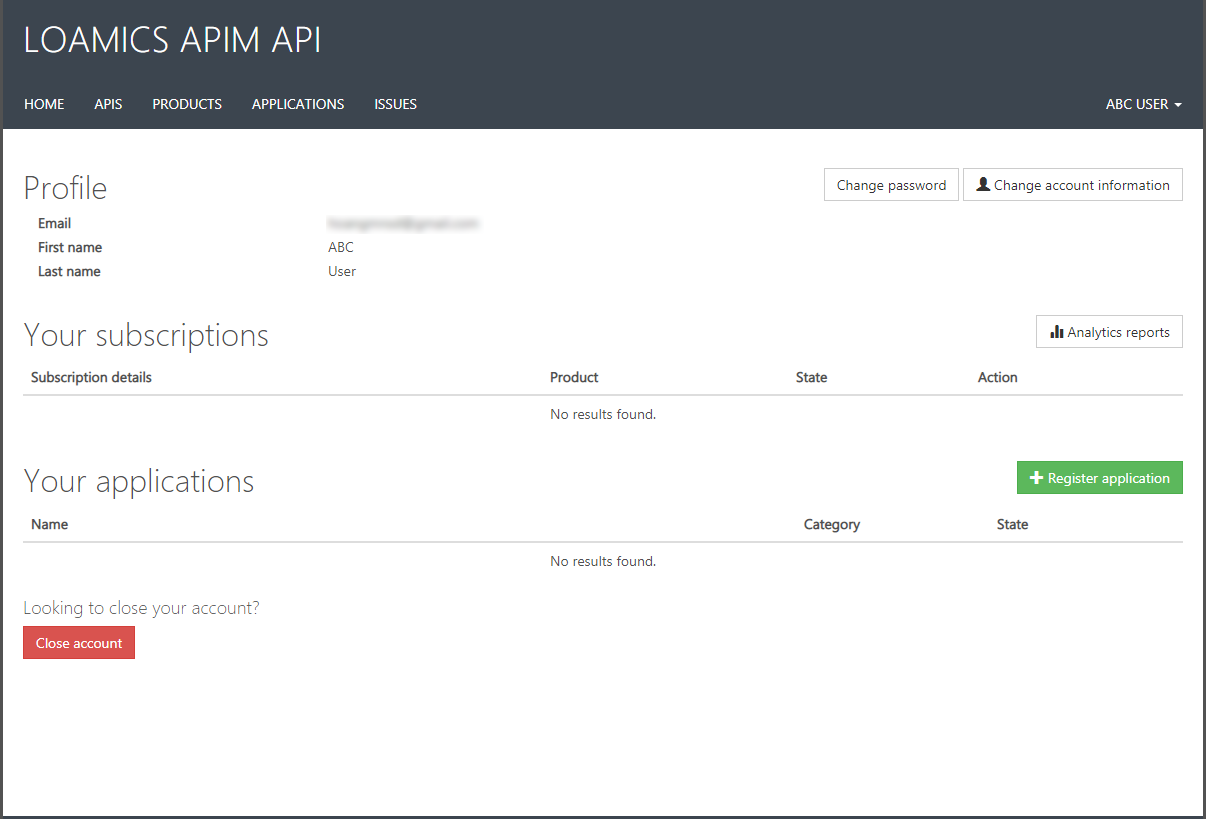 LOAMICS APIM API
HOME APIS PRODUCTS APPLICATIONS ISSUES ABC USER
Profile
Change password Change account information
Email
First name ABC
Last name User
Your subscriptions
Analytics reports
Subscription details Product State Action
No results found.
Your applications
Register application
Name Category State
No results found.
Looking to close your account?
Close account